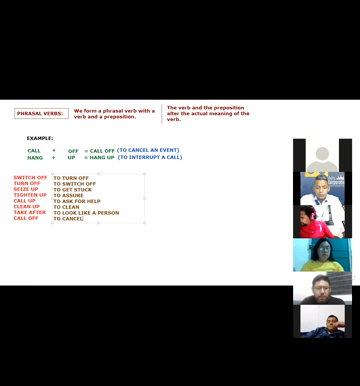 PHRASAL VERBS:
We form a phrasal verb with a
verb and a preposition.
The verb and the preposition
alter the actual meaning of the
verb.
EXAMPLE:
CALL + OFF = CALL OFF (TO CANCEL AN EVENT)
HANG + UP = HANG UP (TO INTERRUPT A CALL)
SWITCH OFF TO TURN OFF
TURN OFF TO SWITCH OFF
SEIZE UP TO GET STUCK
TIGHTEN UP TO ASSURE
CALL UP TO ASK FOR HELP
CLEAN UP TO CLEAN
TAKE AFTER TO LOOK LIKE A PERSON
CALL OFF TO CANCEL